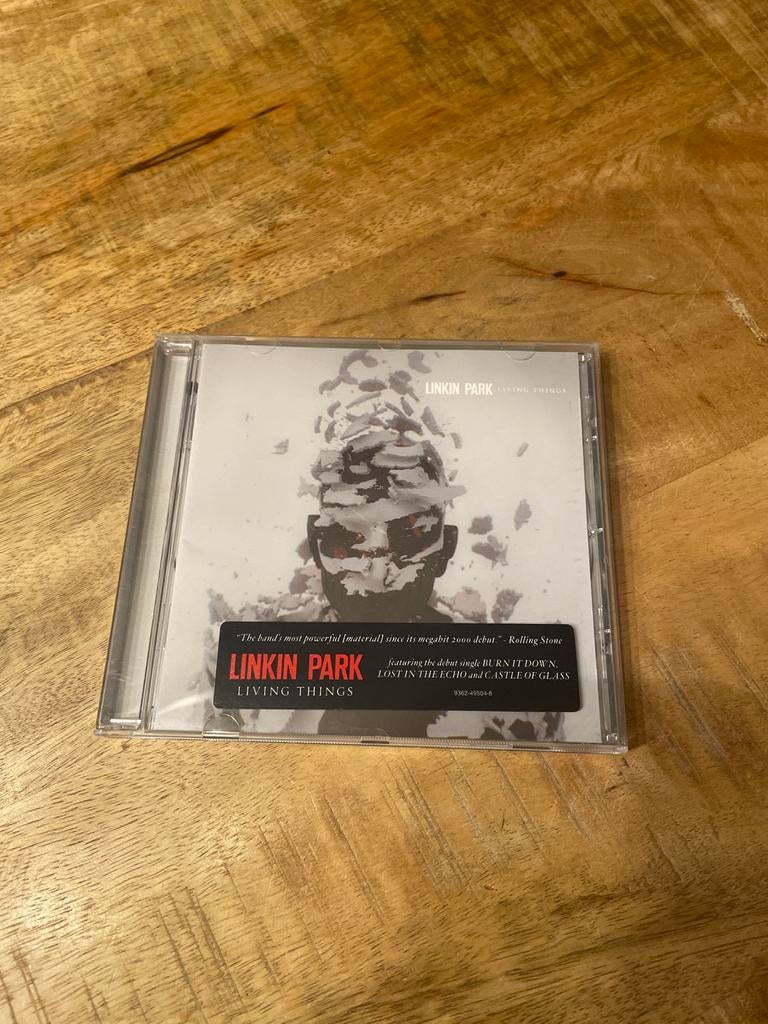 LINKIN PARK LIVING THINGS
"The band's most powerful [material] since its megahit 2000 debut." - Rolling Stone
LINKIN PARK
LIVING THINGS
featuring the debut single BURN IT DOWN,
LOST IN THE ECHO and CASTLE OF GLASS
9362-49504-8